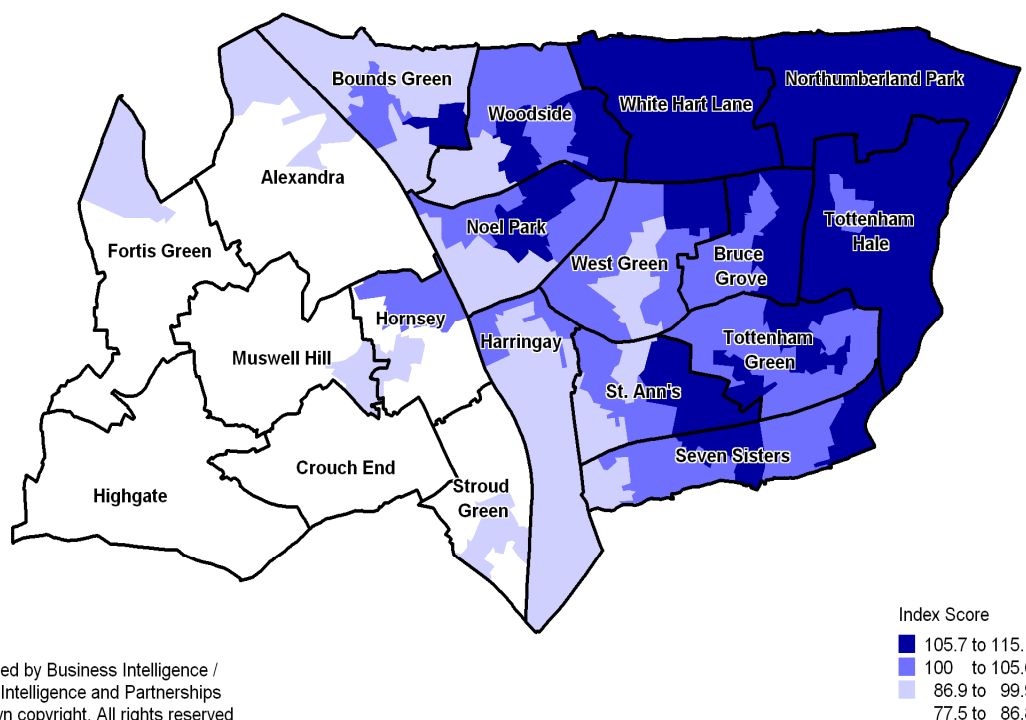 Bounds Green
Woodside
White Hart Lane
Northumberland Park
Alexandra
Fortis Green
Noel Park
West Green
Bruce
Grove
Tottenham
Hale
Hornsey
Harringay
Muswell Hill
Tottenham
Green
St. Ann's
Highgate
Crouch End
Stroud
Green
Seven Sisters
Index Score
105.7 to 115.
100 to 105.6
86.9 to 99.9
77.5 to 86.8
ed by Business Intelligence /
Intelligence and Partnerships
wn copyright. All rights reserved